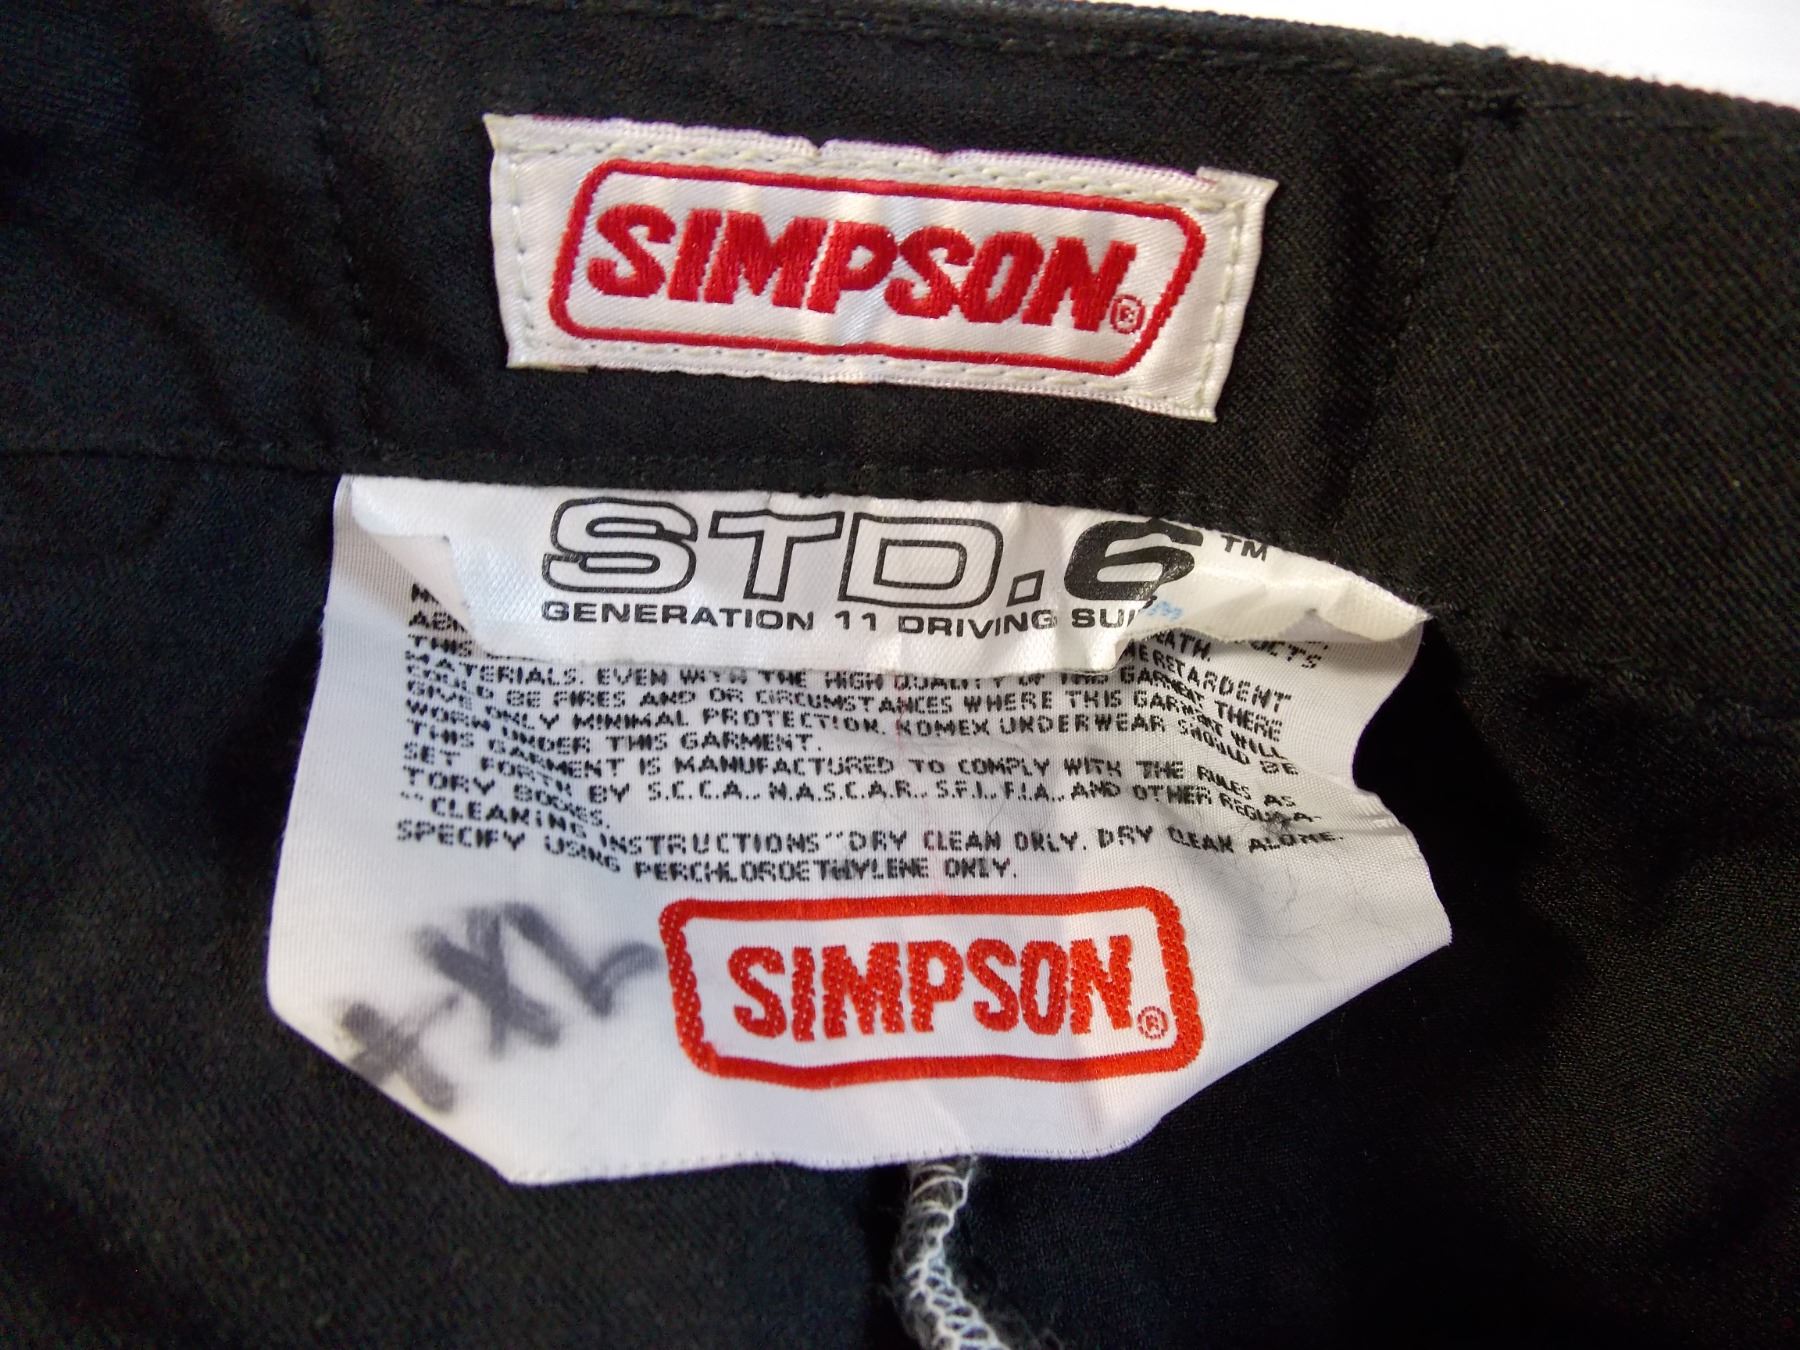 SIMPSON®
STD.6™
GENERATION 11 DRIVING SUI
THIS
MATERIALS. EVEN WITH THE HIGH QUALITY OF THIS GARMENT THERE
COULD BE FIRES AND OR CIRCUMSTANCES WHERE THIS GARMENT WILL
GIVE ONLY MINIMAL PROTECTION. NOMEX UNDERWEAR SHOULD BE
WORN UNDER THIS GARMENT.
THIS GARMENT IS MANUFACTURED TO COMPLY WITH THE RULES AS
SET FORTH BY S.C.C.A., N.A.S.C.A.R., S.F.I., F.I.A., AND OTHER REGULA-
TORY BODIES.
"CLEANING INSTRUCTIONS" DRY CLEAN ONLY. DRY CLEAN ALONE.
SPECIFY USING PERCHLOROETHYLENE ONLY.
XL
SIMPSON®